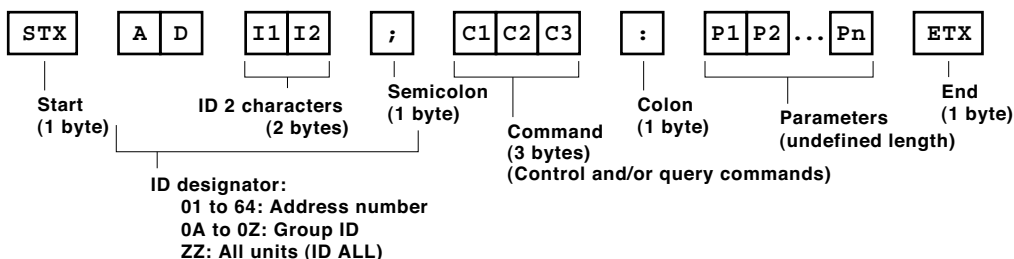 STX A D I1 I2 ; C1 C2 C3 : P1 P2 ... Pn ETX
Start
(1 byte)
ID 2 characters
(2 bytes)
Semicolon
(1 byte)
Command
(3 bytes)
(Control and/or query commands)
Colon
(1 byte)
Parameters
(undefined length)
End
(1 byte)
ID designator:
01 to 64: Address number
0A to 0Z: Group ID
ZZ: All units (ID ALL)